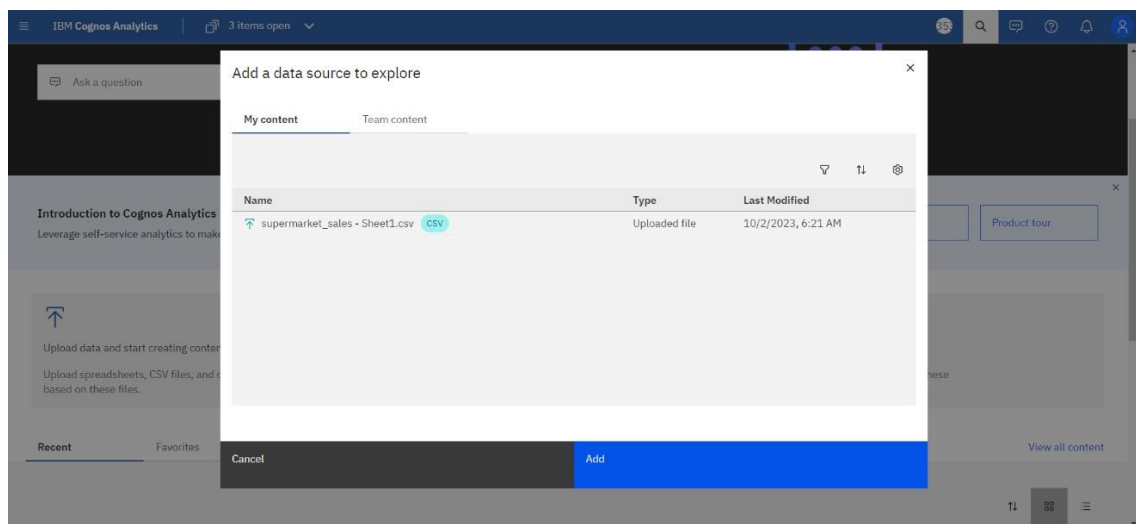 IBM Cognos Analytics
3 items open
Ask a question
Add a data source to explore
My content
Team content
Name
Type
Last Modified
supermarket_sales - Sheet1.csv
CSV
Uploaded file
10/2/2023, 6:21 AM
Introduction to Cognos Analytics
Leverage self-service analytics to make
Product tour
Upload data and start creating
Upload spreadsheets, CSV files, and
based on these files.
Recent
Favorites
View all content
Cancel
Add